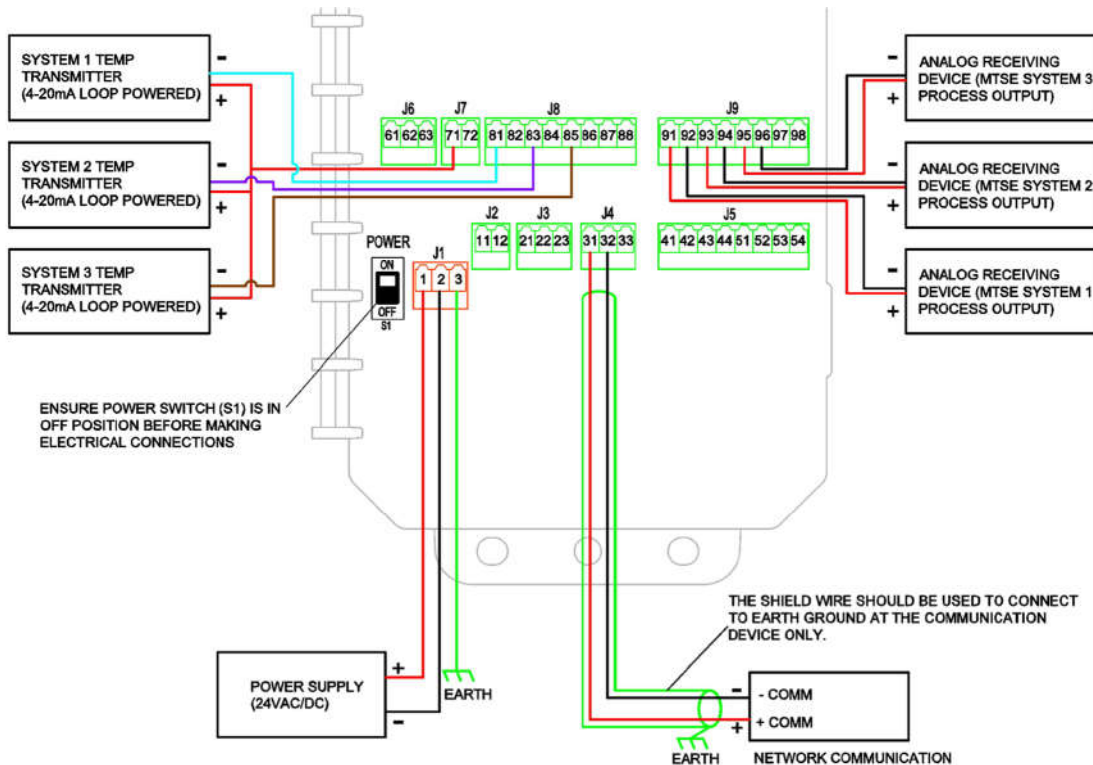 SYSTEM 1 TEMP
TRANSMITTER
(4-20mA LOOP POWERED)
-
+
SYSTEM 2 TEMP
TRANSMITTER
(4-20mA LOOP POWERED)
-
+
SYSTEM 3 TEMP
TRANSMITTER
(4-20mA LOOP POWERED)
-
+
J6
61 62 63
J7
71 72
J8
81 82 83 84 85 86 87 88
J9
91 92 93 94 95 96 97 98
-
+
ANALOG RECEIVING
DEVICE (MTSE SYSTEM 3
PROCESS OUTPUT)
-
+
ANALOG RECEIVING
DEVICE (MTSE SYSTEM 2
PROCESS OUTPUT)
-
+
ANALOG RECEIVING
DEVICE (MTSE SYSTEM 1
PROCESS OUTPUT)
POWER
ON
OFF
S1
J1
1 2 3
J2
11 12
J3
21 22 23
J4
31 32 33
J5
41 42 43 44 51 52 53 54
ENSURE POWER SWITCH (S1) IS IN
OFF POSITION BEFORE MAKING
ELECTRICAL CONNECTIONS
THE SHIELD WIRE SHOULD BE USED TO CONNECT
TO EARTH GROUND AT THE COMMUNICATION
DEVICE ONLY.
POWER SUPPLY
(24VAC/DC)
+
-
EARTH
-
+
- COMM
+ COMM
EARTH
NETWORK COMMUNICATION